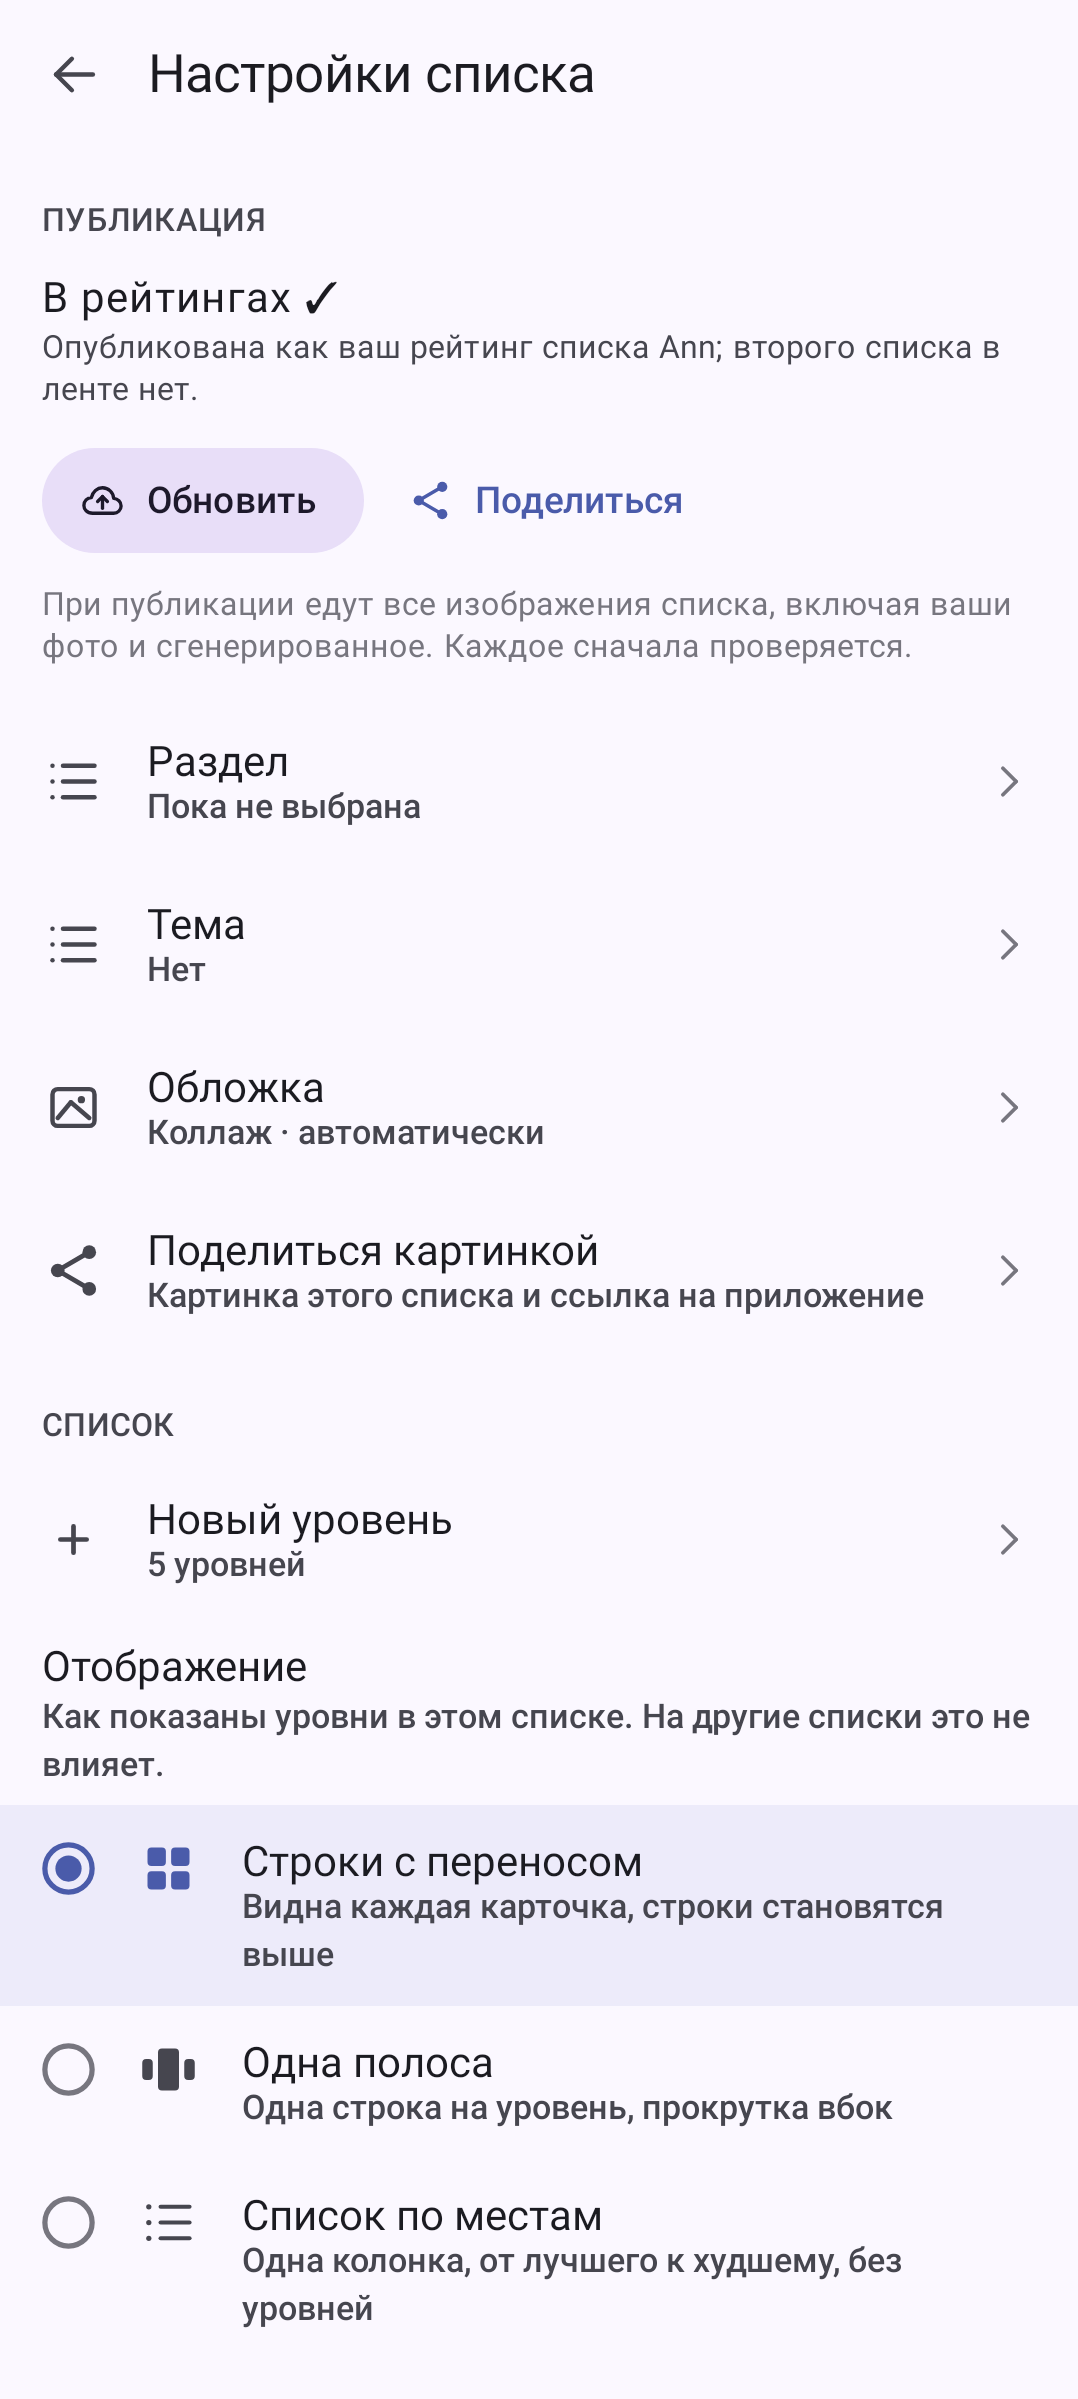 Настройки списка
ПУБЛИКАЦИЯ
В рейтингах ✓
Опубликована как ваш рейтинг списка Ann; второго списка в
ленте нет.
Обновить
Поделиться
При публикации едут все изображения списка, включая ваши
фото и сгенерированное. Каждое сначала проверяется.
Раздел
Пока не выбрана
Тема
Нет
Обложка
Коллаж · автоматически
Поделиться картинкой
Картинка этого списка и ссылка на приложение
СПИСОК
Новый уровень
5 уровней
Отображение
Как показаны уровни в этом списке. На другие списки это не
влияет.
Строки с переносом
Видна каждая карточка, строки становятся
выше
Одна полоса
Одна строка на уровень, прокрутка вбок
Список по местам
Одна колонка, от лучшего к худшему, без
уровней